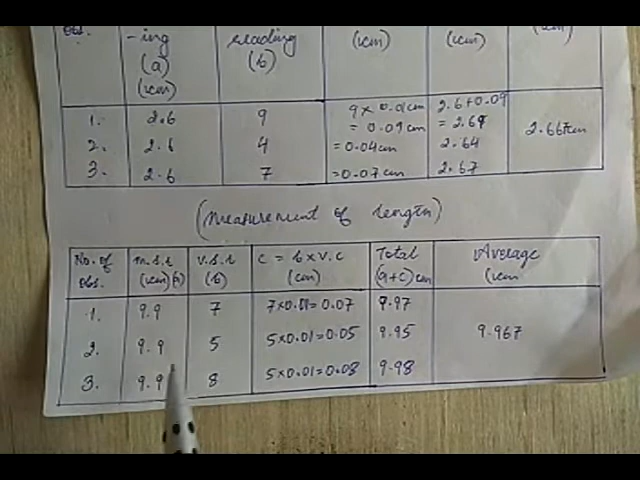 Obs. -ing reading (cm) (cm) (cm)
(a) (b)
(cm)
1. 2.6 9 9 x 0.01cm = 0.09cm 2.6+0.09 = 2.69 2.667cm
2. 2.6 4 = 0.04cm 2.64
3. 2.6 7 = 0.07cm 2.67
(Measurement of length)
No. of m.s.r v.s.r C = b x v.c Total Average
obs. (cm)(a) (b) (cm) (a+c)cm (cm
1. 9.9 7 7x0.01=0.07 9.97
2. 9.9 5 5x0.01=0.05 9.95 9.967
3. 9.9 8 5x0.01=0.08 9.98